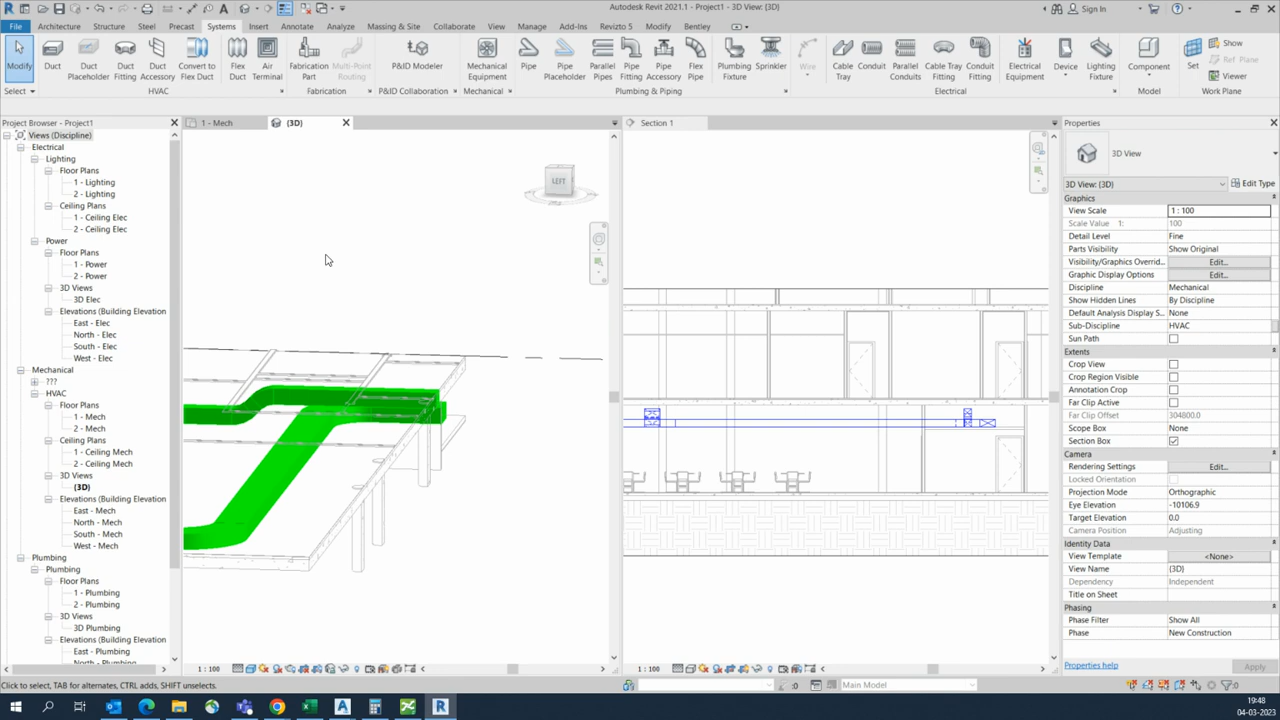 Autodesk Revit 2021.1 - Project1 - 3D View: {3D}
Sign In
File Architecture Structure Steel Precast Systems Insert Annotate Analyze Massing & Site Collaborate View Manage Add-Ins Revizto 5 Modify Bentley
Modify
Duct
Duct Placeholder
Duct Fitting
Duct Accessory
Convert to Flex Duct
Flex Duct
Air Terminal
Fabrication Part
Multi-Point Routing
P&ID Modeler
Mechanical Equipment
Pipe
Pipe Placeholder
Parallel Pipes
Pipe Fitting
Pipe Accessory
Flex Pipe
Plumbing Fixture
Sprinkler
Wire
Cable Tray
Conduit
Parallel Conduits
Cable Tray Fitting
Conduit Fitting
Electrical Equipment
Device
Lighting Fixture
Component
Set
Show
Ref Plane
Viewer
Select HVAC Fabrication P&ID Collaboration Mechanical Plumbing & Piping Electrical Model Work Plane
Project Browser - Project1
Views (Discipline)
Electrical
Lighting
Floor Plans
1 - Lighting
2 - Lighting
Ceiling Plans
1 - Ceiling Elec
2 - Ceiling Elec
Power
Floor Plans
1 - Power
2 - Power
3D Views
3D Elec
Elevations (Building Elevation
East - Elec
North - Elec
South - Elec
West - Elec
Mechanical
???
HVAC
Floor Plans
1 - Mech
2 - Mech
Ceiling Plans
1 - Ceiling Mech
2 - Ceiling Mech
3D Views
{3D}
Elevations (Building Elevation
East - Mech
North - Mech
South - Mech
West - Mech
Plumbing
Plumbing
Floor Plans
1 - Plumbing
2 - Plumbing
3D Views
3D Plumbing
Elevations (Building Elevation
East - Plumbing
North - Plumbing
1 - Mech
{3D}
LEFT
1 : 100
Section 1
1 : 100
Properties
3D View
3D View: {3D} Edit Type
Graphics
View Scale 1 : 100
Scale Value 1: 100
Detail Level Fine
Parts Visibility Show Original
Visibility/Graphics Overrid... Edit...
Graphic Display Options Edit...
Discipline Mechanical
Show Hidden Lines By Discipline
Default Analysis Display S... None
Sub-Discipline HVAC
Sun Path
Extents
Crop View
Crop Region Visible
Annotation Crop
Far Clip Active
Far Clip Offset 304800.0
Scope Box None
Section Box
Camera
Rendering Settings Edit...
Locked Orientation
Projection Mode Orthographic
Eye Elevation -10106.9
Target Elevation 0.0
Camera Position Adjusting
Identity Data
View Template <None>
View Name {3D}
Dependency Independent
Title on Sheet
Phasing
Phase Filter Show All
Phase New Construction
Properties help Apply
Click to select, TAB for alternates, CTRL adds, SHIFT unselects.
:0 Main Model
:0
19:48
04-03-2023